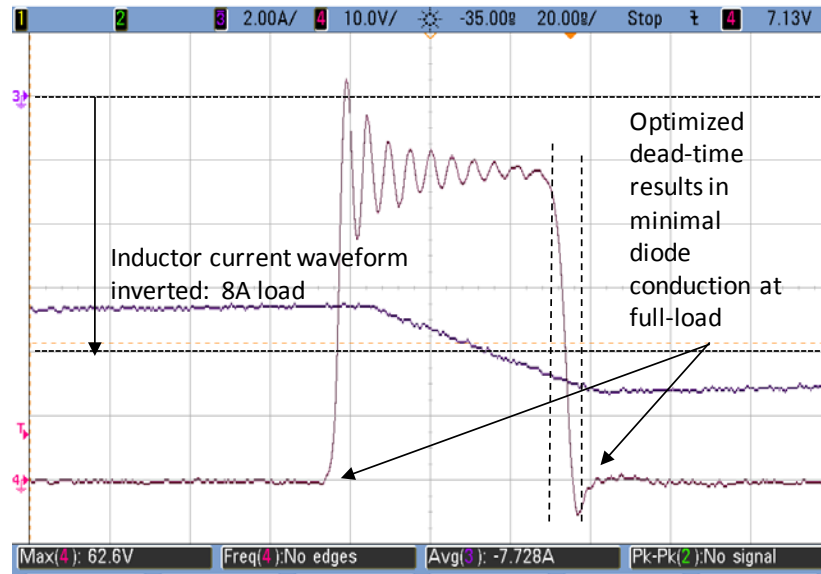 1 2 3 2.00A/ 4 10.0V/ -35.00g 20.00g/ Stop 4 7.13V
3
Optimized
dead-time
results in
minimal
diode
conduction at
full-load
Inductor current waveform
inverted: 8A load
T
4
Max(4): 62.6V Freq(4):No edges Avg(3): -7.728A Pk-Pk(2):No signal